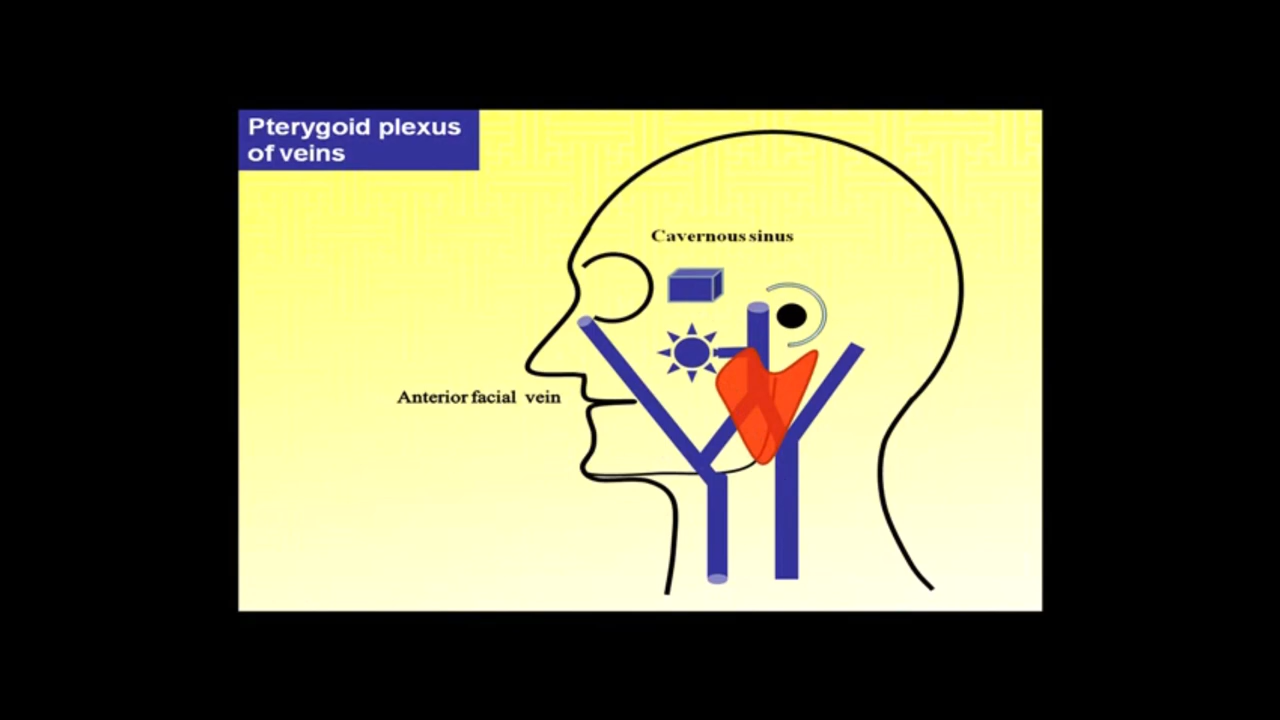 Pterygoid plexus
of veins
Cavernous sinus
Anterior facial vein